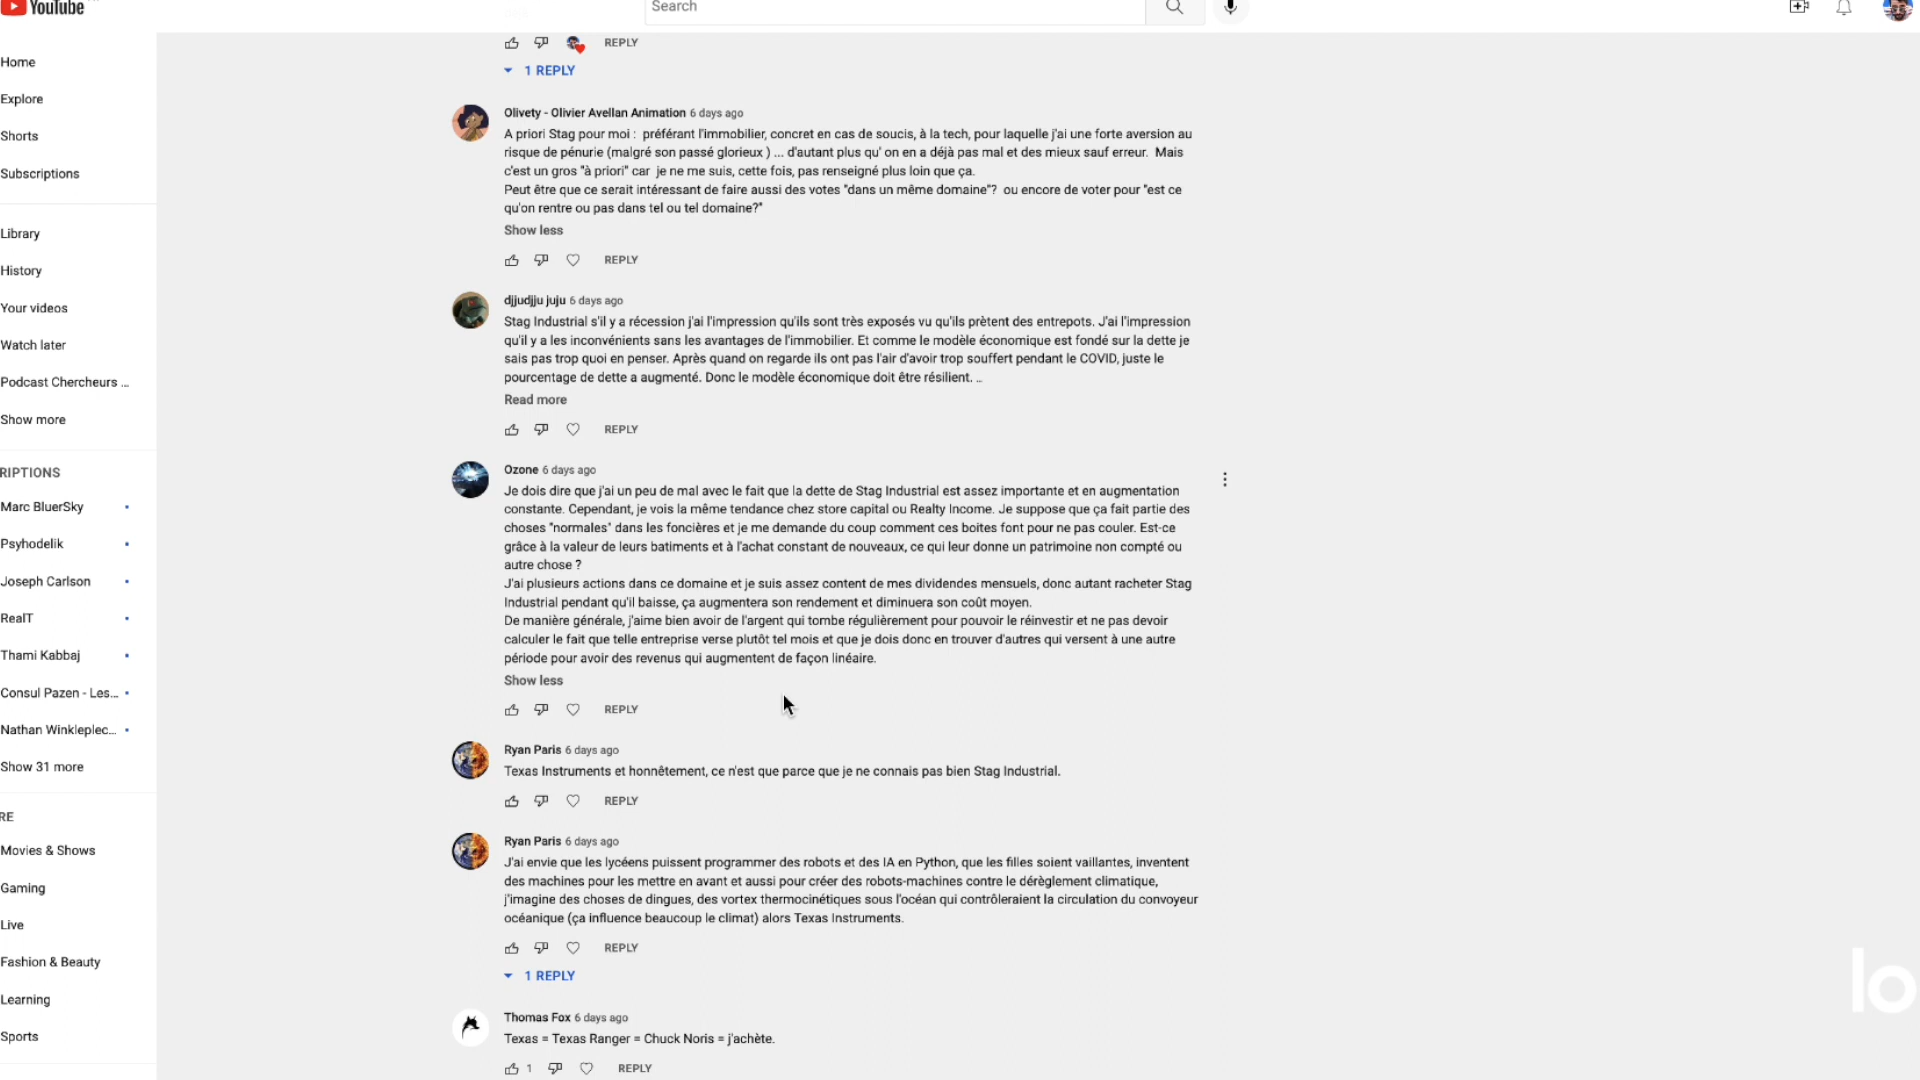 YouTube
Search
Home
Explore
Shorts
Subscriptions
Library
History
Your videos
Watch later
Podcast Chercheurs ...
Show more
RIPTIONS
Marc BluerSky
Psyhodelik
Joseph Carlson
RealT
Thami Kabbaj
Consul Pazen - Les...
Nathan Winkleplec...
Show 31 more
RE
Movies & Shows
Gaming
Live
Fashion & Beauty
Learning
Sports
REPLY
1 REPLY
Olivety - Olivier Avellan Animation 6 days ago
A priori Stag pour moi : préférant l'immobilier, concret en cas de soucis, à la tech, pour laquelle j'ai une forte aversion au
risque de pénurie (malgré son passé glorieux ) ... d'autant plus qu' on en a déjà pas mal et des mieux sauf erreur. Mais
c'est un gros "à priori" car je ne me suis, cette fois, pas renseigné plus loin que ça.
Peut être que ce serait intéressant de faire aussi des votes "dans un même domaine"? ou encore de voter pour "est ce
qu'on rentre ou pas dans tel ou tel domaine?"
Show less
REPLY
djjudjju juju 6 days ago
Stag Industrial s'il y a récession j'ai l'impression qu'ils sont très exposés vu qu'ils prètent des entrepots. J'ai l'impression
qu'il y a les inconvénients sans les avantages de l'immobilier. Et comme le modèle économique est fondé sur la dette je
sais pas trop quoi en penser. Après quand on regarde ils ont pas l'air d'avoir trop souffert pendant le COVID, juste le
pourcentage de dette a augmenté. Donc le modèle économique doit être résilient. ...
Read more
REPLY
Ozone 6 days ago
Je dois dire que j'ai un peu de mal avec le fait que la dette de Stag Industrial est assez importante et en augmentation
constante. Cependant, je vois la même tendance chez store capital ou Realty Income. Je suppose que ça fait partie des
choses "normales" dans les foncières et je me demande du coup comment ces boites font pour ne pas couler. Est-ce
grâce à la valeur de leurs batiments et à l'achat constant de nouveaux, ce qui leur donne un patrimoine non compté ou
autre chose ?
J'ai plusieurs actions dans ce domaine et je suis assez content de mes dividendes mensuels, donc autant racheter Stag
Industrial pendant qu'il baisse, ça augmentera son rendement et diminuera son coût moyen.
De manière générale, j'aime bien avoir de l'argent qui tombe régulièrement pour pouvoir le réinvestir et ne pas devoir
calculer le fait que telle entreprise verse plutôt tel mois et que je dois donc en trouver d'autres qui versent à une autre
période pour avoir des revenus qui augmentent de façon linéaire.
Show less
REPLY
Ryan Paris 6 days ago
Texas Instruments et honnêtement, ce n'est que parce que je ne connais pas bien Stag Industrial.
REPLY
Ryan Paris 6 days ago
J'ai envie que les lycéens puissent programmer des robots et des IA en Python, que les filles soient vaillantes, inventent
des machines pour les mettre en avant et aussi pour créer des robots-machines contre le dérèglement climatique,
j'imagine des choses de dingues, des vortex thermocinétiques sous l'océan qui contrôleraient la circulation du convoyeur
océanique (ça influence beaucoup le climat) alors Texas Instruments.
REPLY
1 REPLY
Thomas Fox 6 days ago
Texas = Texas Ranger = Chuck Noris = j'achète.
1 REPLY
lo